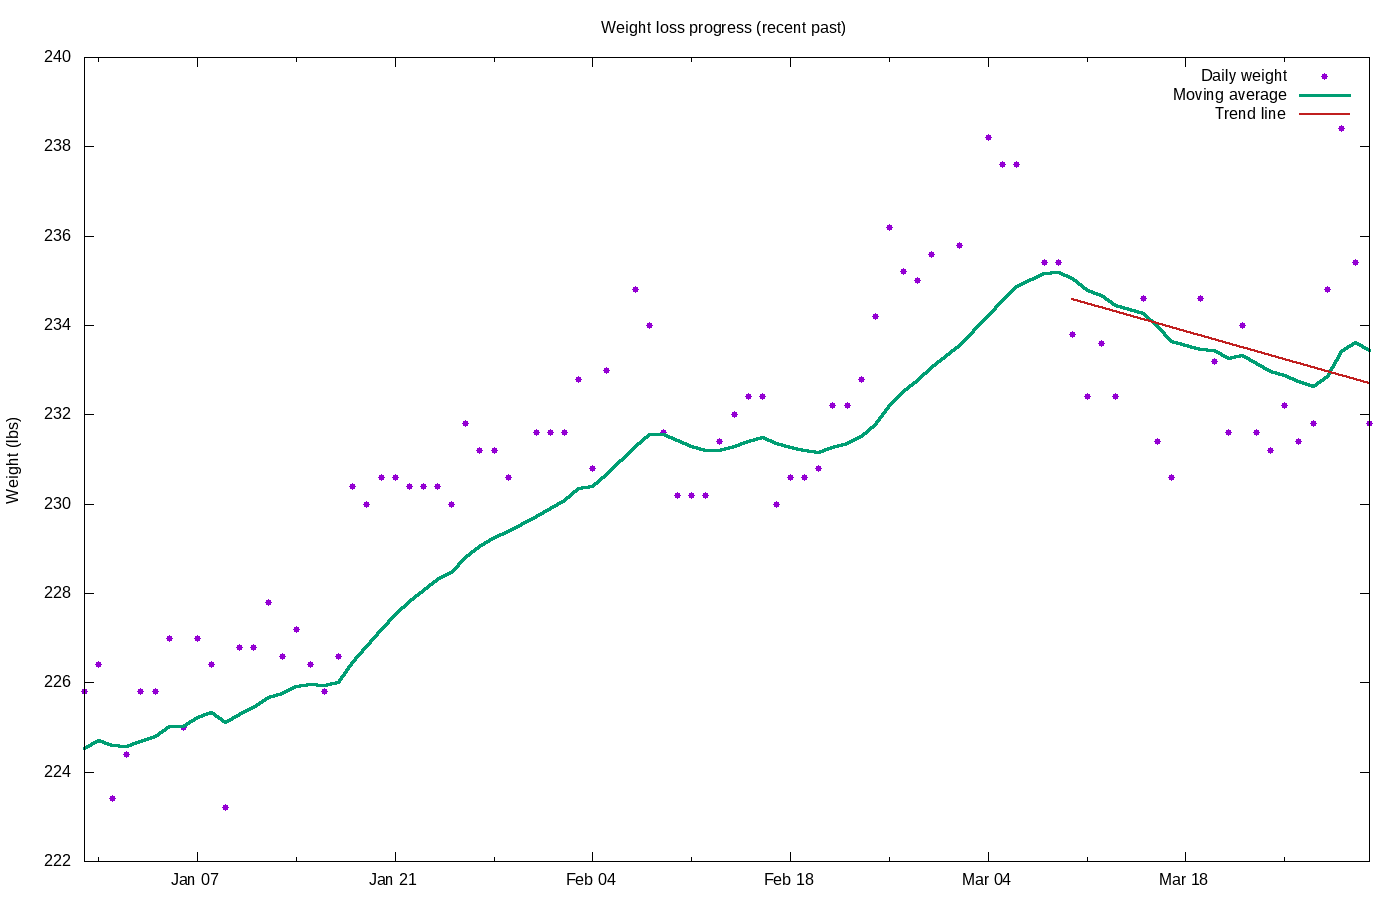 Weight loss progress (recent past)
240
238
236
234
232
230
228
226
224
222
Weight (lbs)
Daily weight
Moving average
Trend line
Jan 07
Jan 21
Feb 04
Feb 18
Mar 04
Mar 18